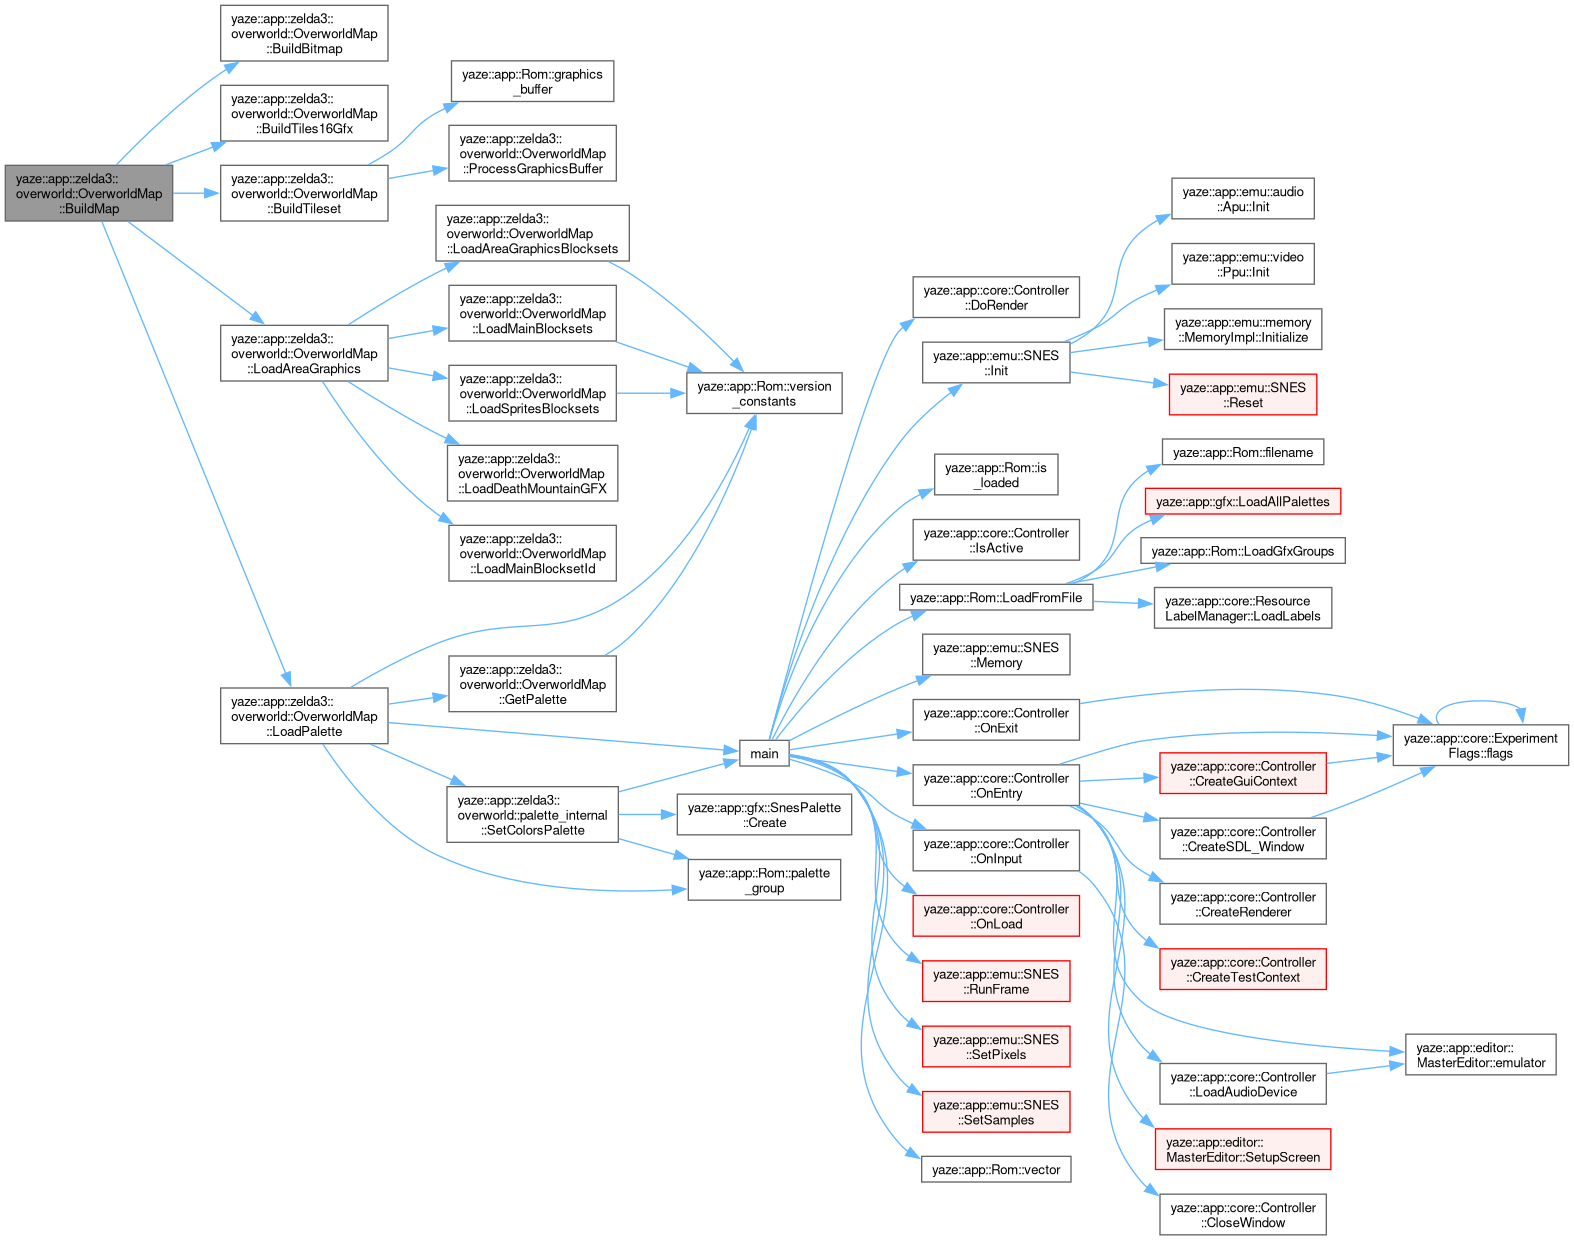 yaze::app::zelda3::
overworld::OverworldMap
::BuildMap
yaze::app::zelda3::
overworld::OverworldMap
::BuildBitmap
yaze::app::zelda3::
overworld::OverworldMap
::BuildTiles16Gfx
yaze::app::zelda3::
overworld::OverworldMap
::BuildTileset
yaze::app::zelda3::
overworld::OverworldMap
::LoadAreaGraphics
yaze::app::zelda3::
overworld::OverworldMap
::LoadPalette
yaze::app::Rom::graphics
_buffer
yaze::app::zelda3::
overworld::OverworldMap
::ProcessGraphicsBuffer
yaze::app::zelda3::
overworld::OverworldMap
::LoadAreaGraphicsBlocksets
yaze::app::zelda3::
overworld::OverworldMap
::LoadMainBlocksets
yaze::app::zelda3::
overworld::OverworldMap
::LoadSpritesBlocksets
yaze::app::zelda3::
overworld::OverworldMap
::LoadDeathMountainGFX
yaze::app::zelda3::
overworld::OverworldMap
::LoadMainBlocksetId
yaze::app::zelda3::
overworld::OverworldMap
::GetPalette
yaze::app::zelda3::
overworld::palette_internal
::SetColorsPalette
yaze::app::Rom::version
_constants
main
yaze::app::gfx::SnesPalette
::Create
yaze::app::Rom::palette
_group
yaze::app::core::Controller
::DoRender
yaze::app::emu::SNES
::Init
yaze::app::Rom::is
_loaded
yaze::app::core::Controller
::IsActive
yaze::app::Rom::LoadFromFile
yaze::app::emu::SNES
::Memory
yaze::app::core::Controller
::OnExit
yaze::app::core::Controller
::OnEntry
yaze::app::core::Controller
::OnInput
yaze::app::core::Controller
::OnLoad
yaze::app::emu::SNES
::RunFrame
yaze::app::emu::SNES
::SetPixels
yaze::app::emu::SNES
::SetSamples
yaze::app::Rom::vector
yaze::app::emu::audio
::Apu::Init
yaze::app::emu::video
::Ppu::Init
yaze::app::emu::memory
::MemoryImpl::Initialize
yaze::app::emu::SNES
::Reset
yaze::app::Rom::filename
yaze::app::gfx::LoadAllPalettes
yaze::app::Rom::LoadGfxGroups
yaze::app::core::Resource
LabelManager::LoadLabels
yaze::app::core::Controller
::CreateGuiContext
yaze::app::core::Controller
::CreateSDL_Window
yaze::app::core::Controller
::CreateRenderer
yaze::app::core::Controller
::CreateTestContext
yaze::app::core::Controller
::LoadAudioDevice
yaze::app::editor::
MasterEditor::SetupScreen
yaze::app::core::Controller
::CloseWindow
yaze::app::core::Experiment
Flags::flags
yaze::app::editor::
MasterEditor::emulator